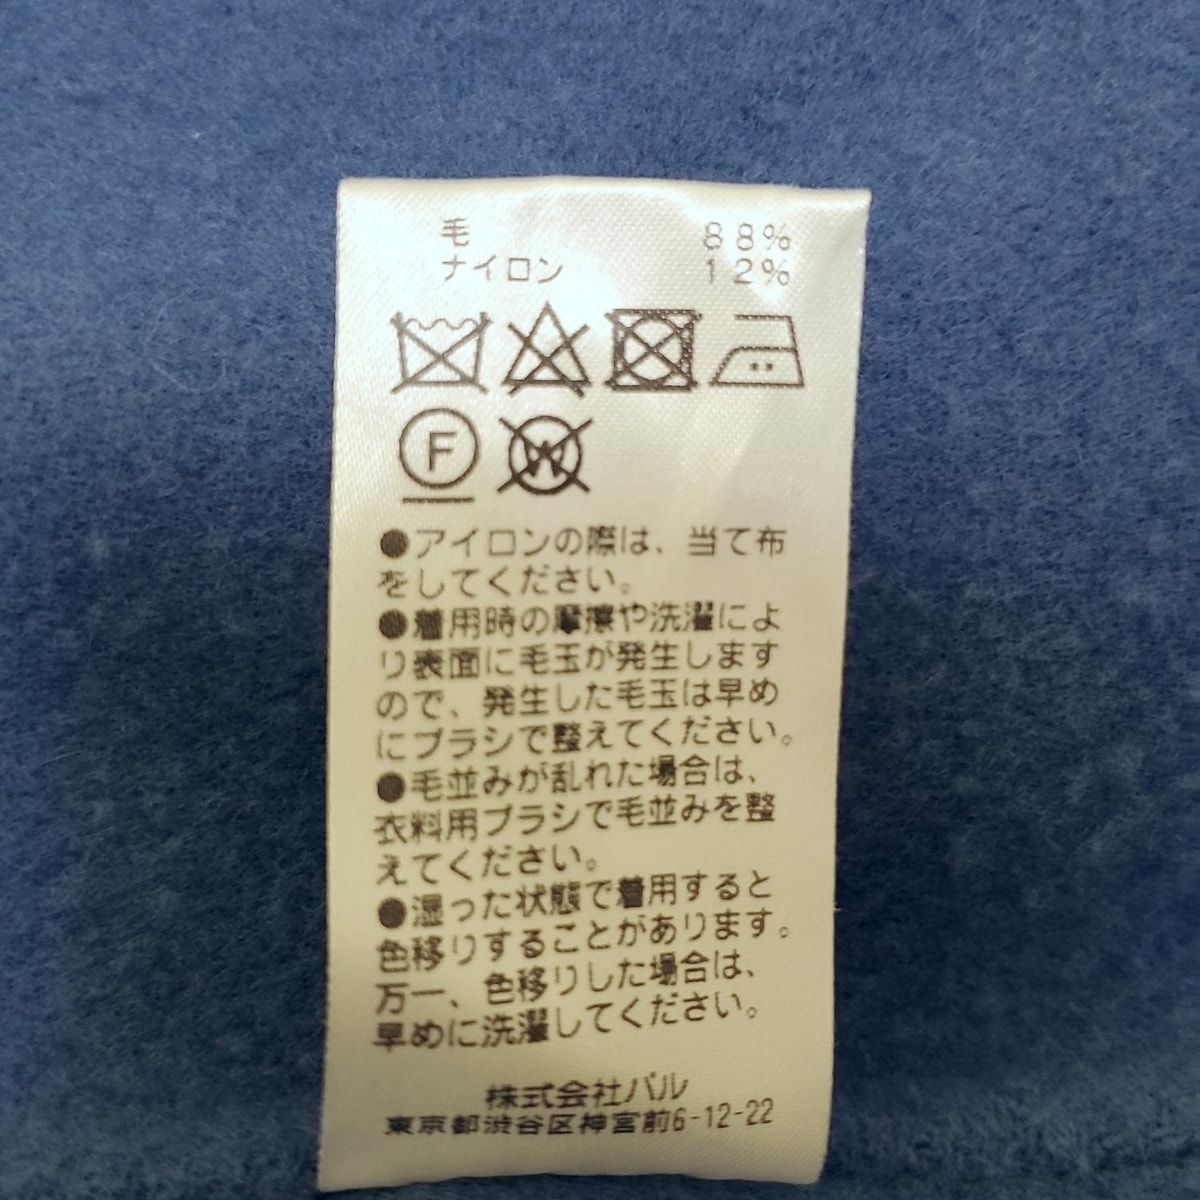 毛 88%
ナイロン 12%
F W
●アイロンの際は、当て布
をしてください。
●着用時の摩擦や洗濯によ
り表面に毛玉が発生します
ので、発生した毛玉は早め
にブラシで整えてください。
●毛並みが乱れた場合は、
衣料用ブラシで毛並みを整
えてください。
●湿った状態で着用すると
色移りすることがあります。
万一、色移りした場合は、
早めに洗濯してください。
株式会社パル
東京都渋谷区神宮前6-12-22